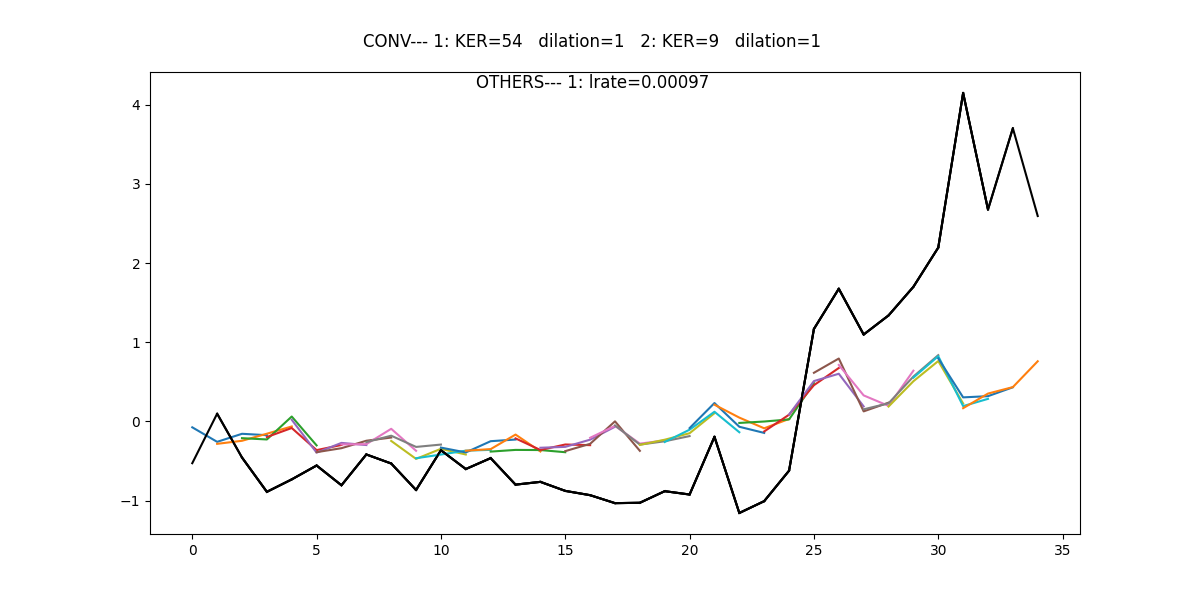 CONV--- 1: KER=54   dilation=1   2: KER=9   dilation=1
OTHERS--- 1: lrate=0.00097
4
3
2
1
0
−1
0 5 10 15 20 25 30 35